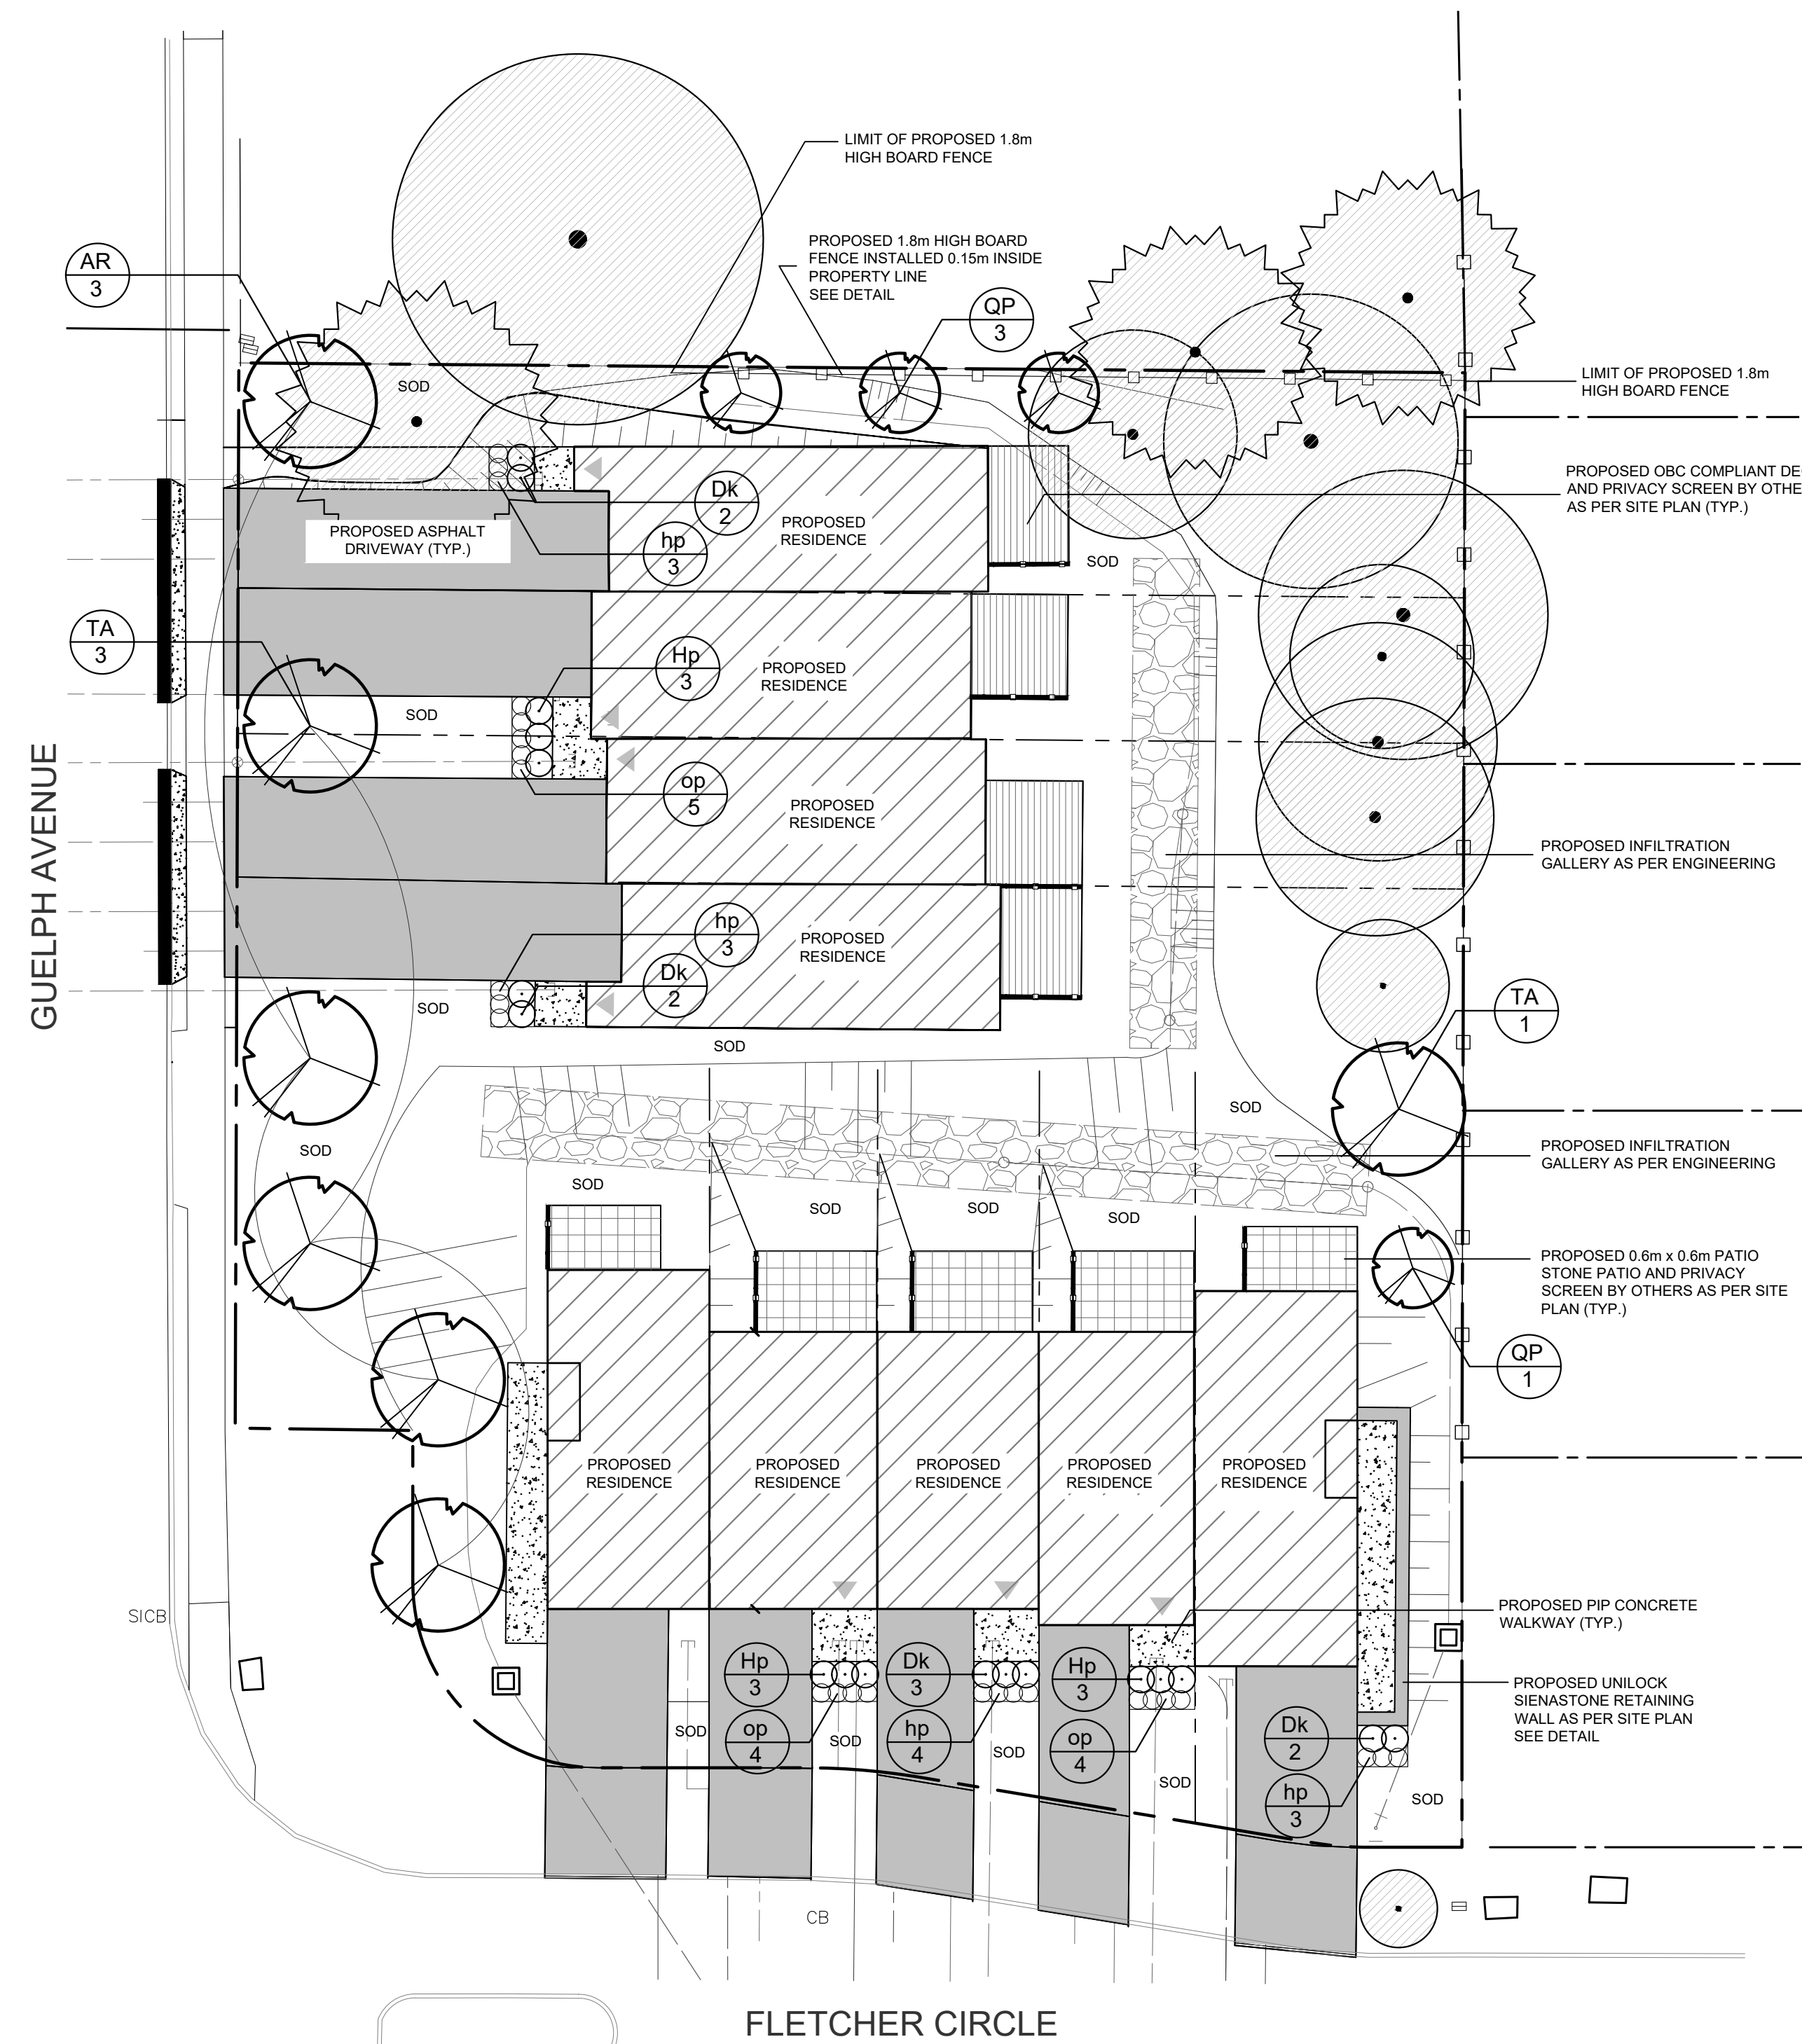 LIMIT OF PROPOSED 1.8m
HIGH BOARD FENCE
PROPOSED 1.8m HIGH BOARD
FENCE INSTALLED 0.15m INSIDE
PROPERTY LINE
SEE DETAIL
AR
3
QP
3
SOD
LIMIT OF PROPOSED 1.8m
HIGH BOARD FENCE
PROPOSED OBC COMPLIANT DE
AND PRIVACY SCREEN BY OTHE
AS PER SITE PLAN (TYP.)
Dk
2
hp
3
PROPOSED
RESIDENCE
PROPOSED ASPHALT
DRIVEWAY (TYP.)
SOD
TA
3
Hp
3
PROPOSED
RESIDENCE
SOD
op
5
PROPOSED
RESIDENCE
GUELPH AVENUE
PROPOSED INFILTRATION
GALLERY AS PER ENGINEERING
hp
3
PROPOSED
RESIDENCE
Dk
2
SOD
SOD
TA
1
SOD
SOD
PROPOSED INFILTRATION
GALLERY AS PER ENGINEERING
SOD
SOD
SOD
SOD
PROPOSED 0.6m x 0.6m PATIO
STONE PATIO AND PRIVACY
SCREEN BY OTHERS AS PER SITE
PLAN (TYP.)
QP
1
PROPOSED
RESIDENCE
PROPOSED
RESIDENCE
PROPOSED
RESIDENCE
PROPOSED
RESIDENCE
PROPOSED
RESIDENCE
SICB
PROPOSED PIP CONCRETE
WALKWAY (TYP.)
Hp
3
Dk
3
Hp
3
PROPOSED UNILOCK
SIENASTONE RETAINING
WALL AS PER SITE PLAN
SEE DETAIL
SOD
op
4
SOD
hp
4
SOD
op
4
SOD
Dk
2
hp
3
SOD
CB
FLETCHER CIRCLE